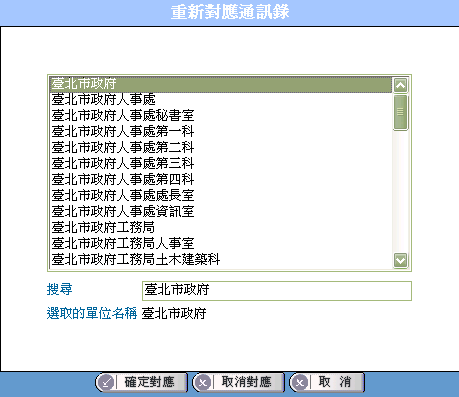 重新對應通訊錄
臺北市政府
臺北市政府人事處
臺北市政府人事處秘書室
臺北市政府人事處第一科
臺北市政府人事處第二科
臺北市政府人事處第三科
臺北市政府人事處第四科
臺北市政府人事處處長室
臺北市政府人事處資訊室
臺北市政府工務局
臺北市政府工務局人事室
臺北市政府工務局土木建築科
搜尋 臺北市政府
選取的單位名稱 臺北市政府
確定對應 取消對應 取 消